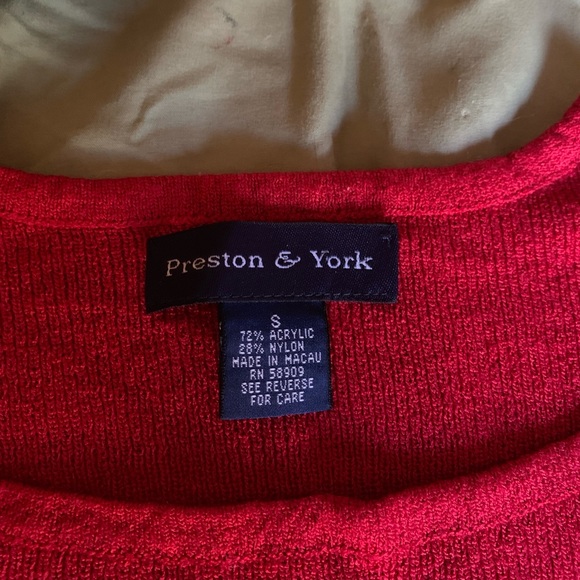 Preston & York
S
72% ACRYLIC
28% NYLON
MADE IN MACAU
RN 58909
SEE REVERSE
FOR CARE